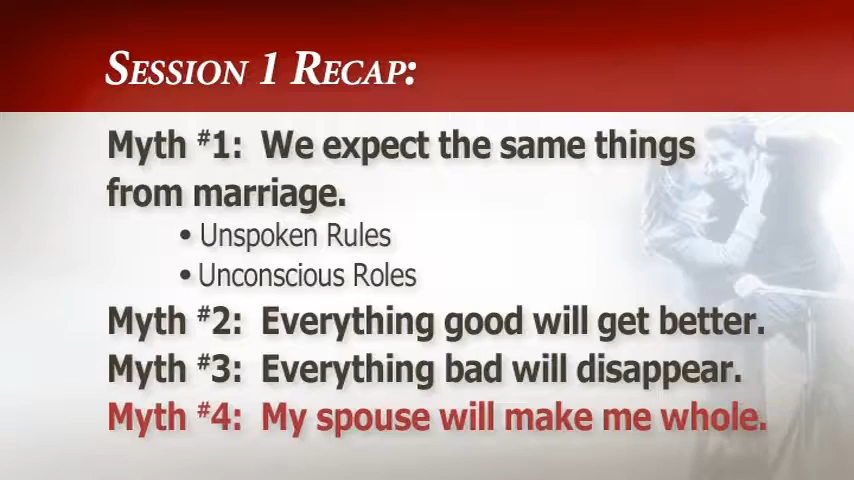 SESSION 1 RECAP:
Myth #1: We expect the same things
from marriage.
• Unspoken Rules
• Unconscious Roles
Myth #2: Everything good will get better.
Myth #3: Everything bad will disappear.
Myth #4: My spouse will make me whole.